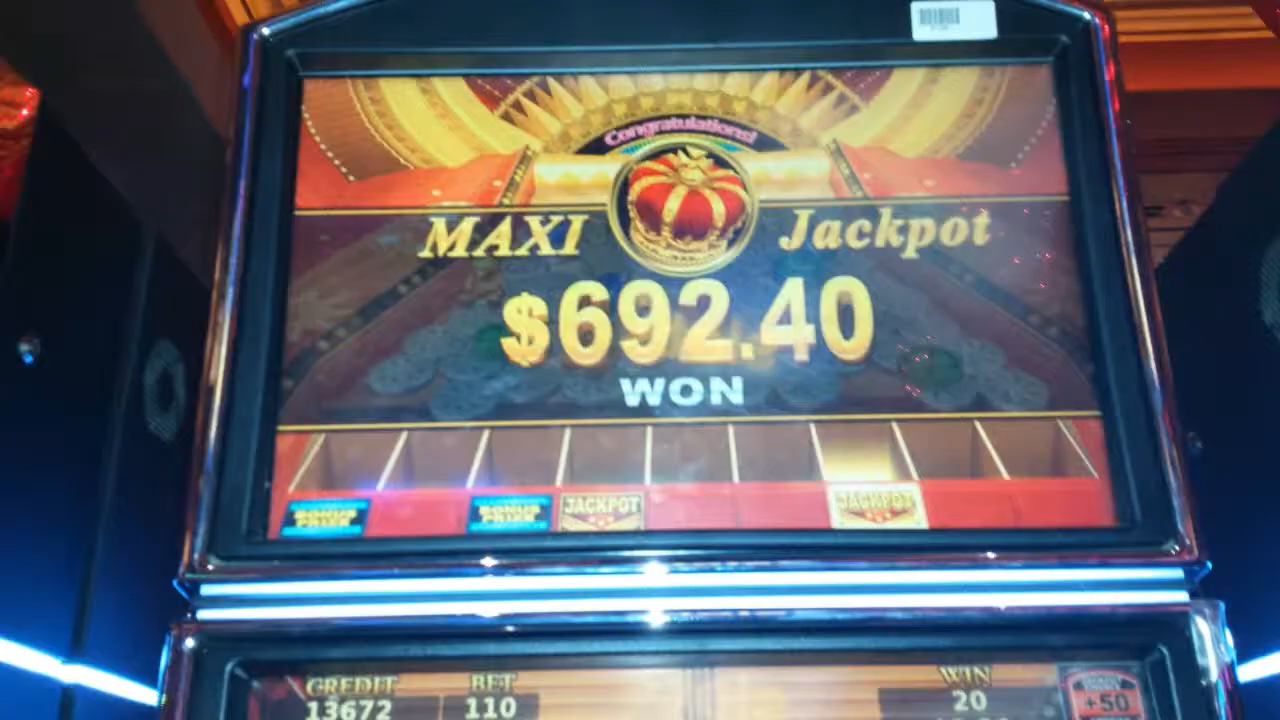 Congratulations!
MAXI Jackpot
$692.40
WON
BONUS PRIZE
BONUS PRIZE
JACKPOT
JACKPOT
CREDIT
13672
BET
110
WIN
20
+50